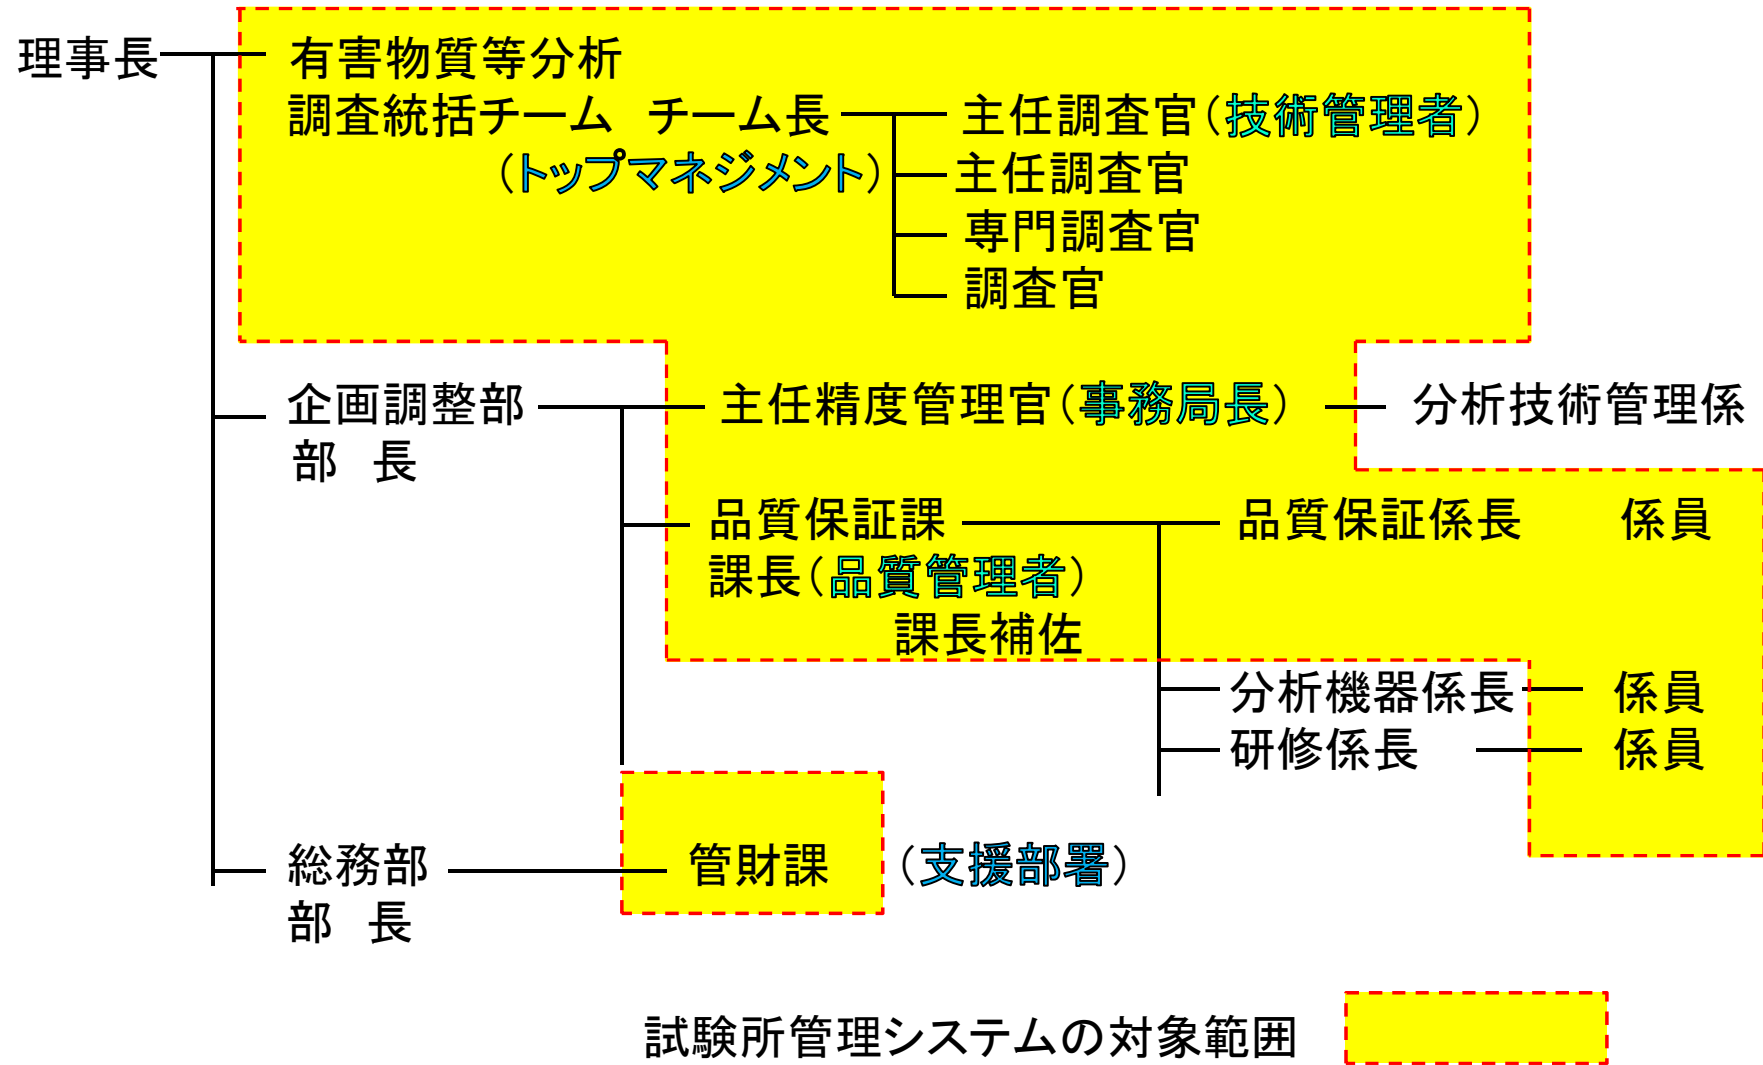 理事長
有害物質等分析
調査統括チーム　チーム長
（トップマネジメント）
主任調査官（技術管理者）
主任調査官
専門調査官
調査官
企画調整部
部　長
主任精度管理官（事務局長）
分析技術管理係
品質保証課
課長（品質管理者）
課長補佐
品質保証係長　　係員
分析機器係長　　係員
研修係長　　係員
総務部
部　長
管財課　（支援部署）
試験所管理システムの対象範囲